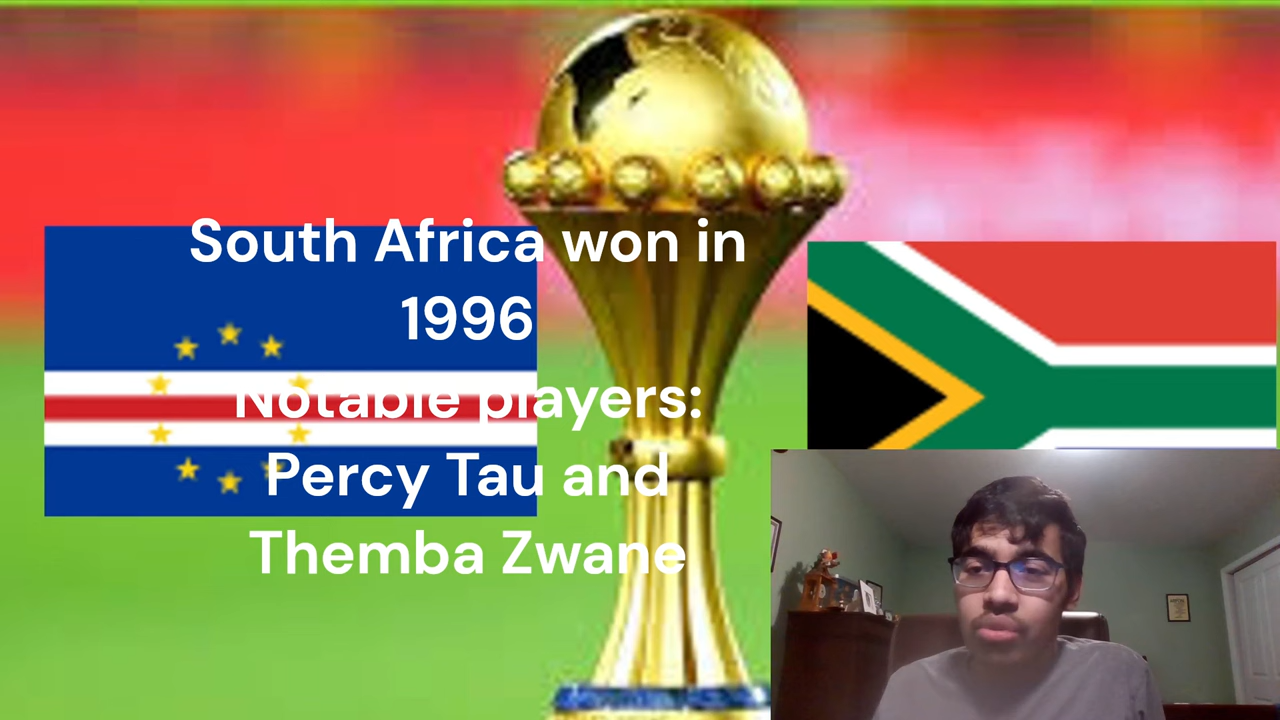 South Africa won in
1996
Notable players:
Percy Tau and
Themba Zwane